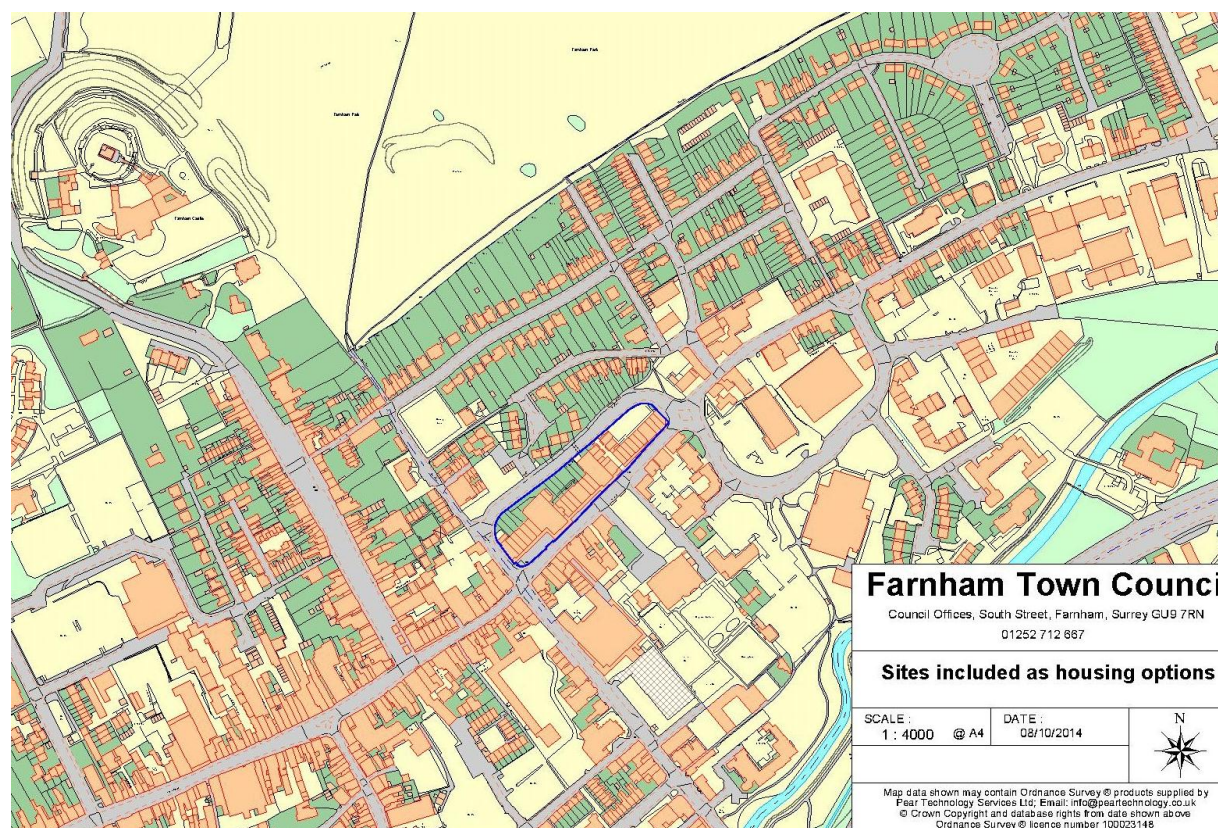 Farnham Park
Farnham Park
Farnham Castle
Farnham Town Counci
Council Offices, South Street, Farnham, Surrey GU9 7RN
01252 712 667
Sites included as housing options
SCALE :
1 : 4000 @ A4
DATE :
08/10/2014
N
Map data shown may contain Ordnance Survey ® products supplied by
Pear Technology Services Ltd; Email: info@peartechnology.co.uk
© Crown Copyright and database rights from date shown above
Ordnance Survey ® licence number 100023148